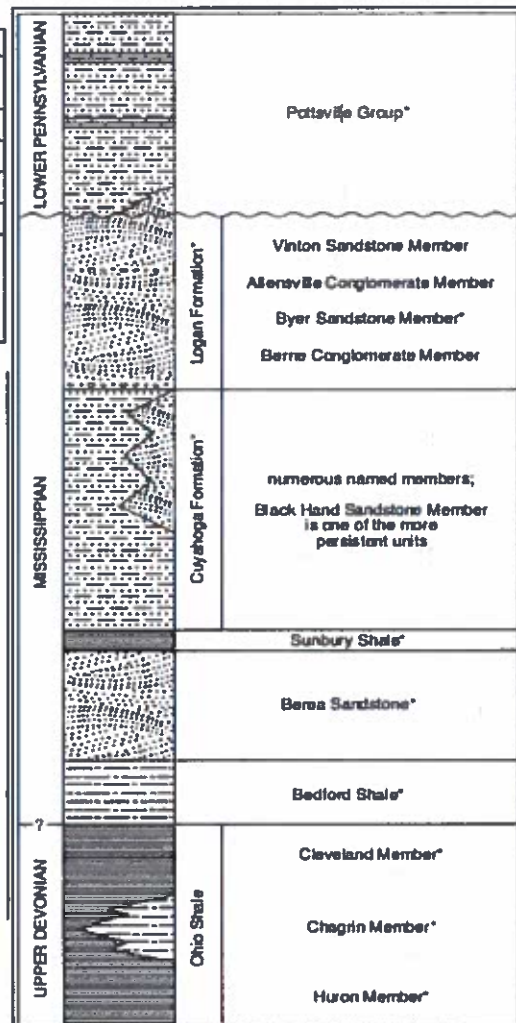 LOWER PENNSYLVANIAN
Pottsville Group*
MISSISSIPPIAN
Logan Formation*
Vinton Sandstone Member
Allensville Conglomerate Member
Byer Sandstone Member*
Berne Conglomerate Member
Cuyahoga Formation*
numerous named members;
Black Hand Sandstone Member
is one of the more
persistent units
Sunbury Shale*
Berea Sandstone*
Bedford Shale*
?
UPPER DEVONIAN
Ohio Shale
Cleveland Member*
Chagrin Member*
Huron Member*